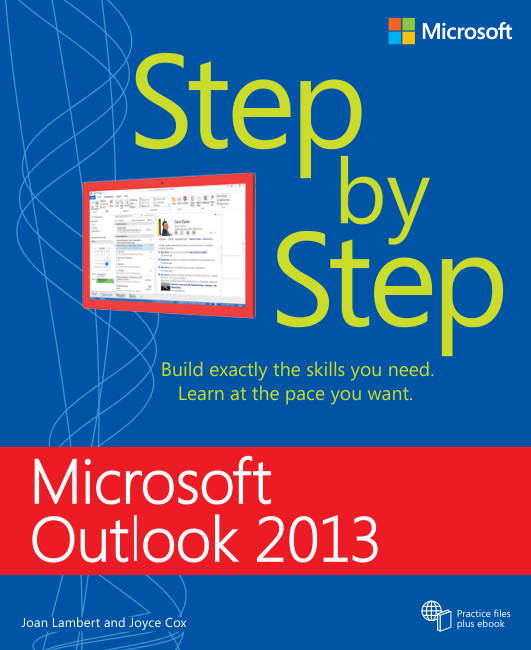 Microsoft
Step
by
Step
Build exactly the skills you need.
Learn at the pace you want.
Microsoft
Outlook 2013
Joan Lambert and Joyce Cox
Practice files
plus ebook